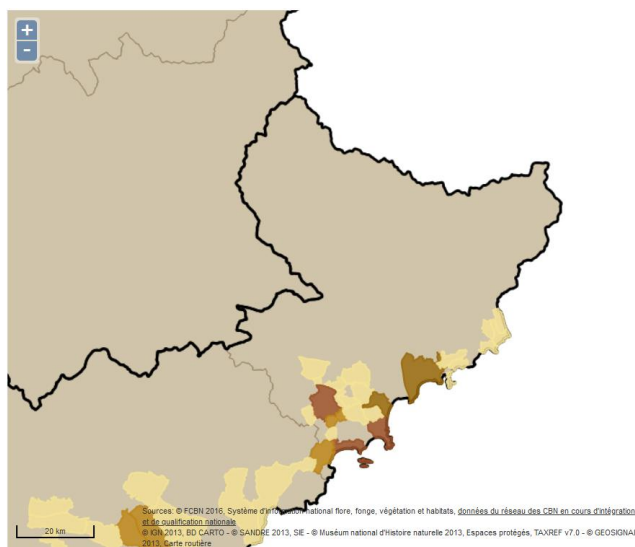 +
-
Sources: © FCBN 2016, Système d'information national flore, fonge, végétation et habitats, données du réseau des CBN en cours d'intégration
et de qualification nationale
20 km
© IGN 2013, BD CARTO - © SANDRE 2013, SIE - © Muséum national d'Histoire naturelle 2013, Espaces protégés, TAXREF v7.0 - © GEOSIGNAL
2013, Carte routière